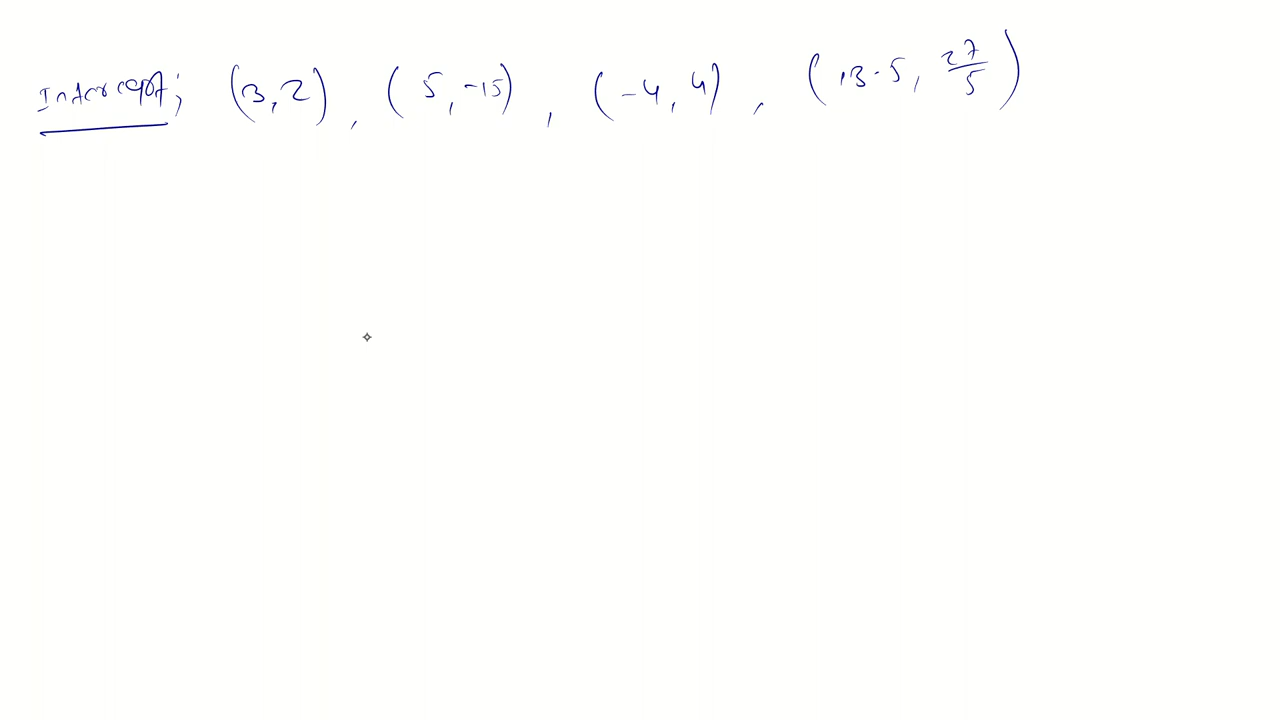 Intercept; (3, 2), (5, -15), (-4, 4), (13.5, 27/5)